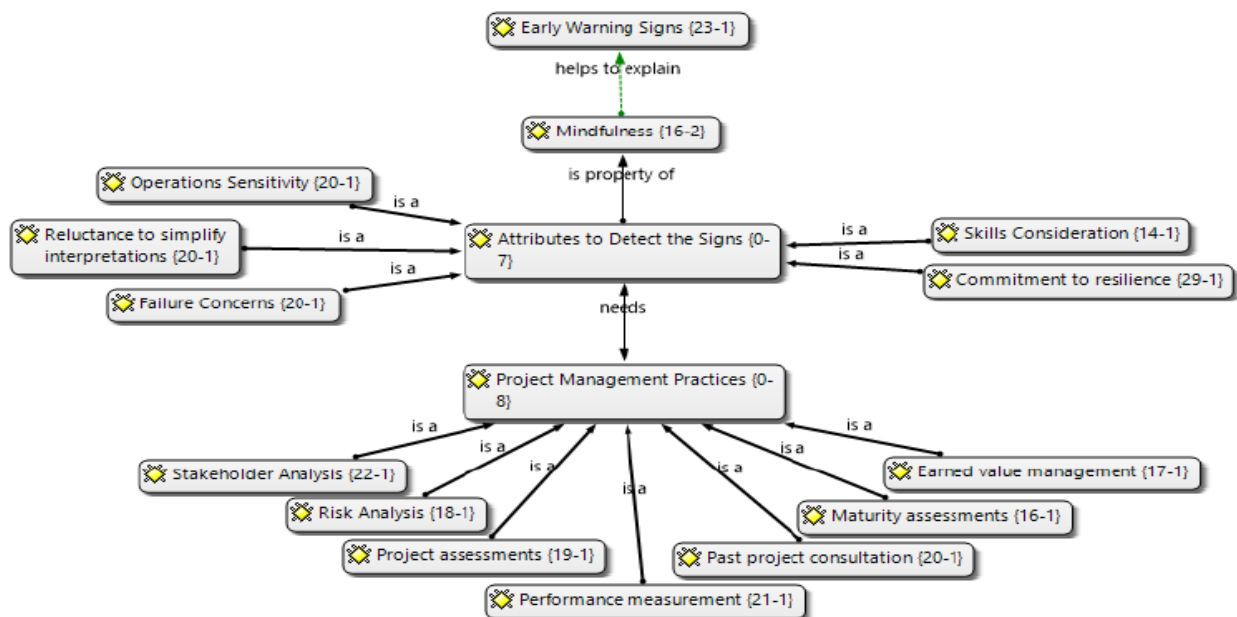 Early Warning Signs {23-1}
helps to explain
Mindfulness {16-2}
is property of
Operations Sensitivity {20-1}
is a
Reluctance to simplify
interpretations {20-1}
is a
Failure Concerns {20-1}
is a
Attributes to Detect the Signs {0-
7}
is a
Skills Consideration {14-1}
is a
Commitment to resilience {29-1}
needs
Project Management Practices {0-
8}
is a
Stakeholder Analysis {22-1}
is a
Risk Analysis {18-1}
is a
Project assessments {19-1}
is a
Performance measurement {21-1}
is a
Past project consultation {20-1}
is a
Maturity assessments {16-1}
is a
Earned value management {17-1}